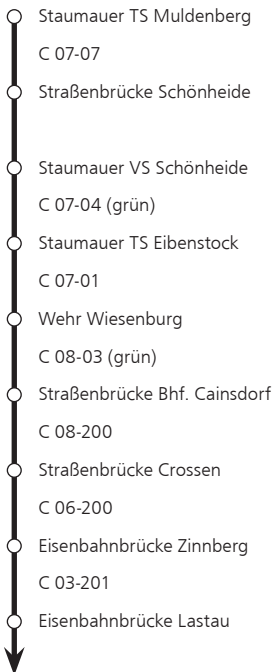 Staumauer TS Muldenberg
C 07-07
Straßenbrücke Schönheide
Staumauer VS Schönheide
C 07-04 (grün)
Staumauer TS Eibenstock
C 07-01
Wehr Wiesenburg
C 08-03 (grün)
Straßenbrücke Bhf. Cainsdorf
C 08-200
Straßenbrücke Crossen
C 06-200
Eisenbahnbrücke Zinnberg
C 03-201
Eisenbahnbrücke Lastau